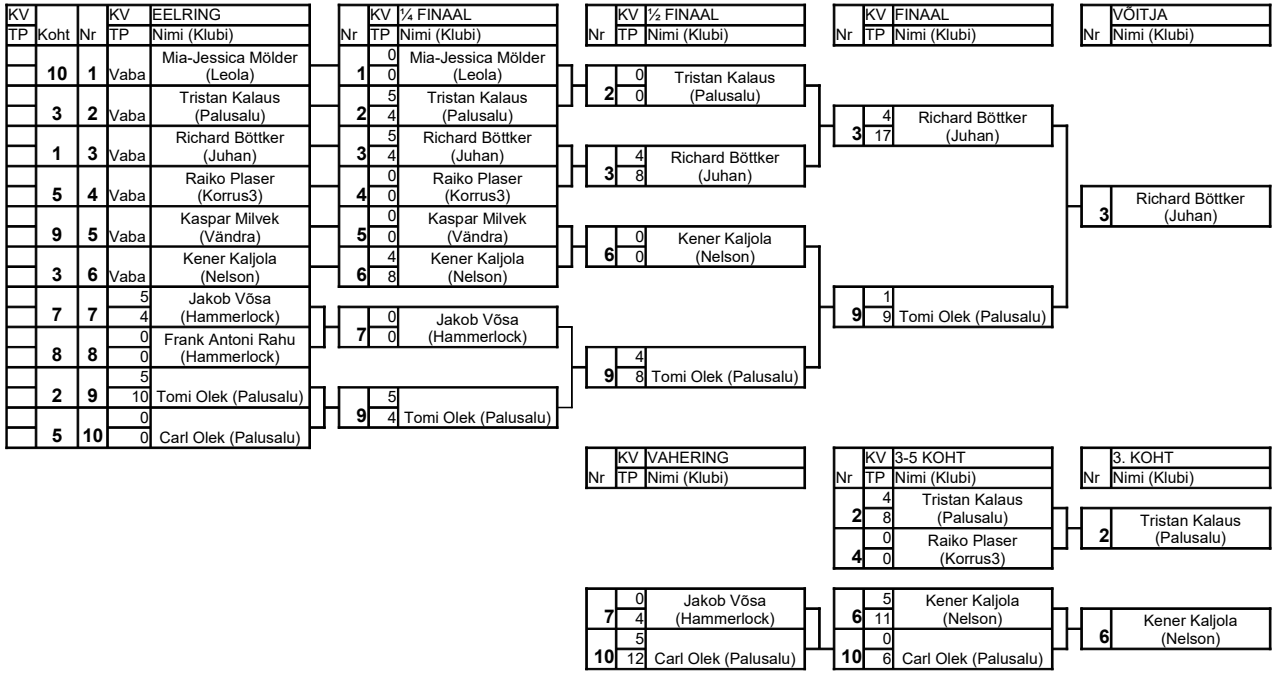 KV KV EELRING
TP Koht Nr TP Nimi (Klubi)
10 1 Vaba Mia-Jessica Mölder
(Leola)
3 2 Vaba Tristan Kalaus
(Palusalu)
1 3 Vaba Richard Böttker
(Juhan)
5 4 Vaba Raiko Plaser
(Korrus3)
9 5 Vaba Kaspar Milvek
(Vändra)
3 6 Vaba Kener Kaljola
(Nelson)
5 Jakob Võsa
7 7 4 (Hammerlock)
0 Frank Antoni Rahu
8 8 0 (Hammerlock)
5
2 9 10 Tomi Olek (Palusalu)
0
5 10 0 Carl Olek (Palusalu)
KV ¼ FINAAL
Nr TP Nimi (Klubi)
0 Mia-Jessica Mölder
1 0 (Leola)
5 Tristan Kalaus
2 4 (Palusalu)
5 Richard Böttker
3 4 (Juhan)
0 Raiko Plaser
4 0 (Korrus3)
0 Kaspar Milvek
5 0 (Vändra)
4 Kener Kaljola
6 8 (Nelson)
0 Jakob Võsa
7 0 (Hammerlock)
5
9 4 Tomi Olek (Palusalu)
KV ½ FINAAL
Nr TP Nimi (Klubi)
0 Tristan Kalaus
2 0 (Palusalu)
4 Richard Böttker
3 8 (Juhan)
0 Kener Kaljola
6 0 (Nelson)
4
9 8 Tomi Olek (Palusalu)
KV FINAAL
Nr TP Nimi (Klubi)
4 Richard Böttker
3 17 (Juhan)
1
9 9 Tomi Olek (Palusalu)
VÕITJA
Nr Nimi (Klubi)
Richard Böttker
3 (Juhan)
KV VAHERING
Nr TP Nimi (Klubi)
0 Jakob Võsa
7 4 (Hammerlock)
5
10 12 Carl Olek (Palusalu)
KV 3-5 KOHT
Nr TP Nimi (Klubi)
4 Tristan Kalaus
2 8 (Palusalu)
0 Raiko Plaser
4 0 (Korrus3)
5 Kener Kaljola
6 11 (Nelson)
0
10 6 Carl Olek (Palusalu)
3. KOHT
Nr Nimi (Klubi)
Tristan Kalaus
2 (Palusalu)
Kener Kaljola
6 (Nelson)